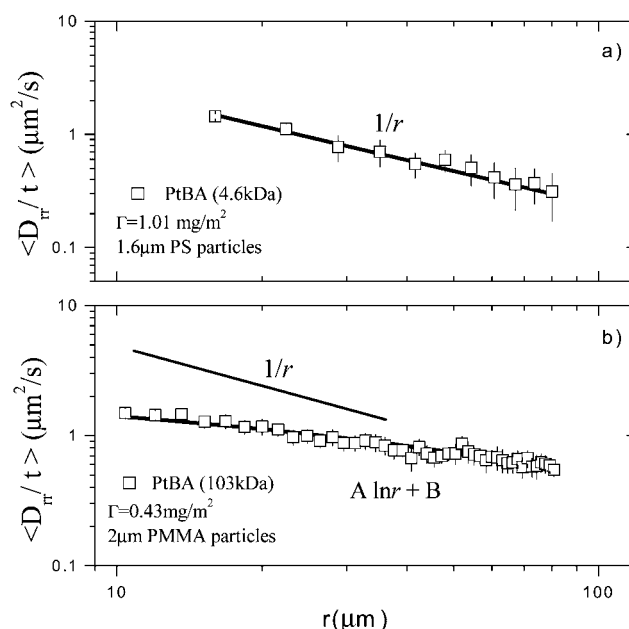 10
a)
1/r
1
<D_rr/ t > (μm²/s)
PtBA (4.6kDa)
Γ=1.01 mg/m²
1.6μm PS particles
0.1
10
b)
1/r
1
<D_rr/ t > (μm²/s)
PtBA (103kDa)
Γ=0.43mg/m²
2μm PMMA particles
A lnr + B
0.1
10
100
r(μm)